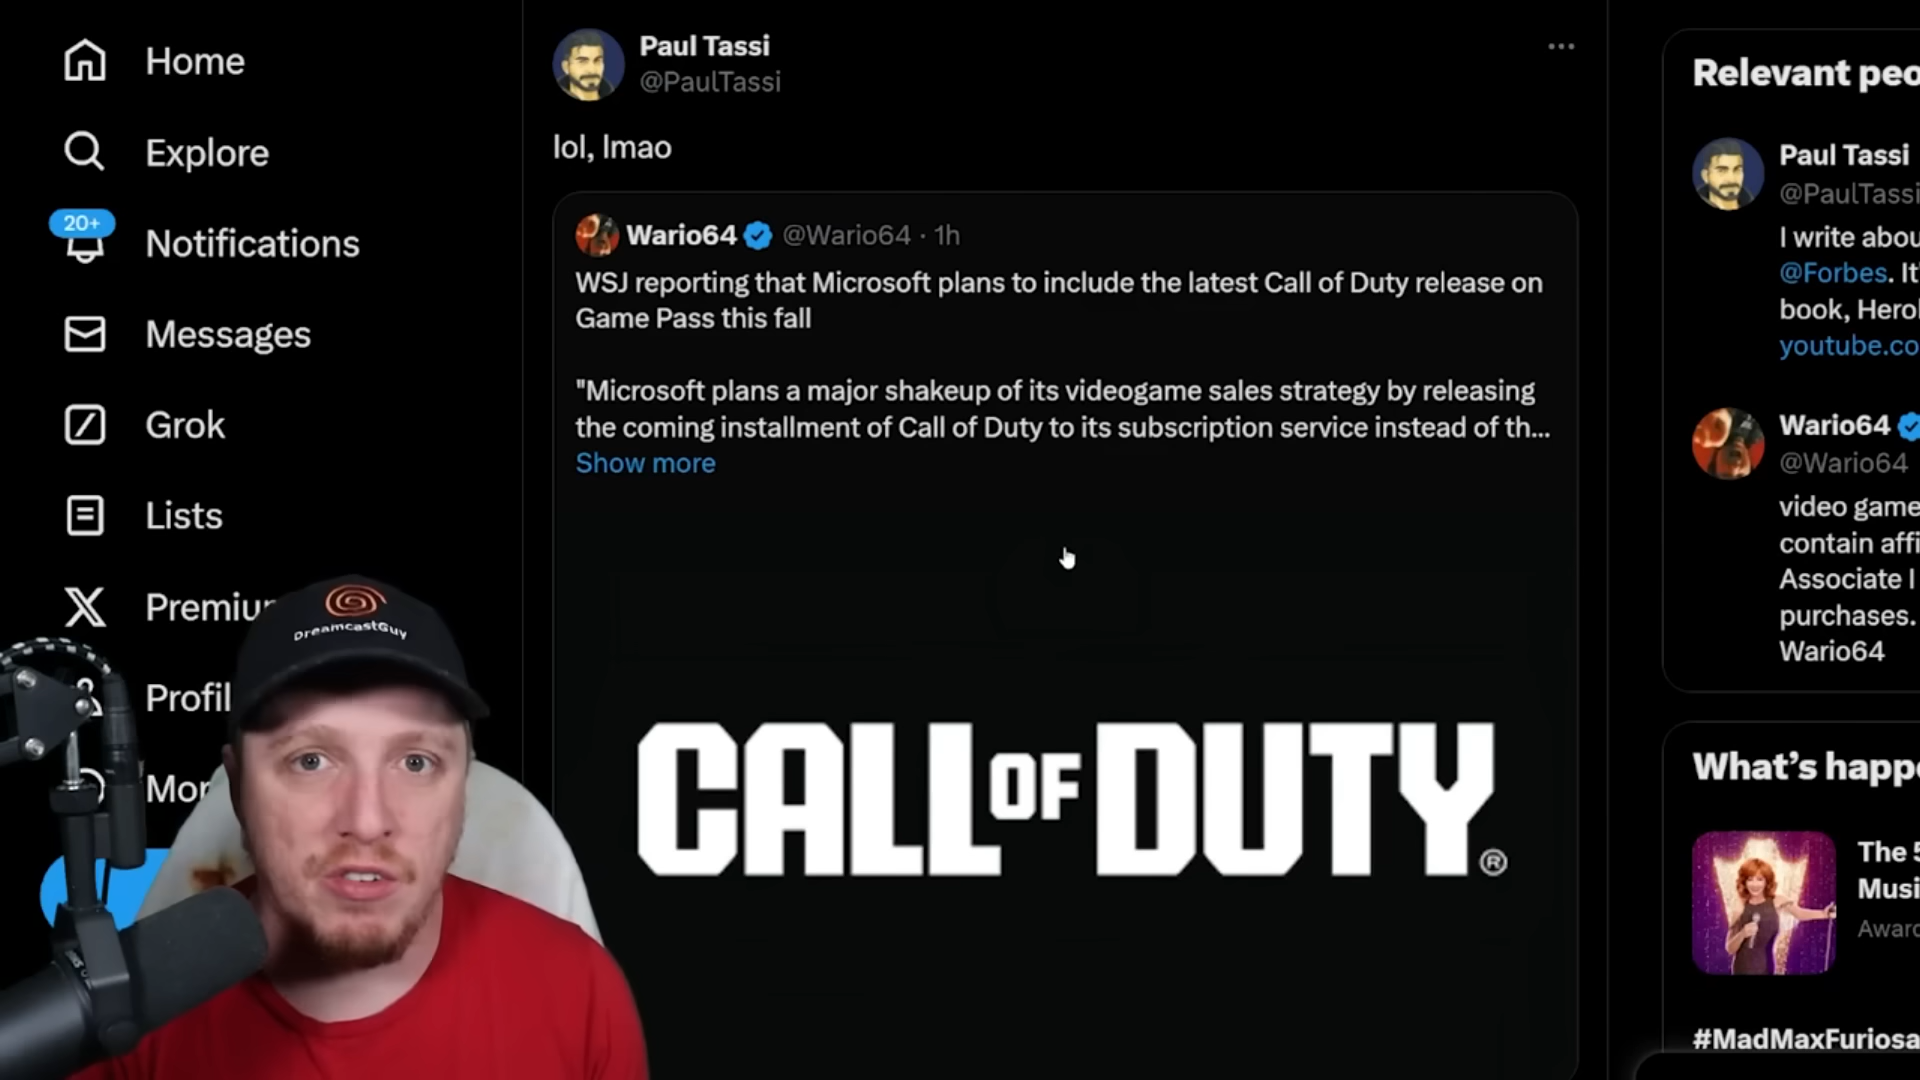 Home
Explore
20+
Notifications
Messages
Grok
Lists
Premiu
Profil
Mor
DreamcastGuy
Paul Tassi
@PaulTassi
lol, lmao
Wario64 @Wario64 · 1h
WSJ reporting that Microsoft plans to include the latest Call of Duty release on
Game Pass this fall
"Microsoft plans a major shakeup of its videogame sales strategy by releasing
the coming installment of Call of Duty to its subscription service instead of th...
Show more
CALL OF DUTY®
Relevant peo
Paul Tassi
@PaulTassi
I write abou
@Forbes. It'
book, Herol
youtube.co
Wario64
@Wario64
video game
contain affi
Associate I
purchases.
Wario64
What's happe
The 5
Musi
Award
#MadMaxFuriosa